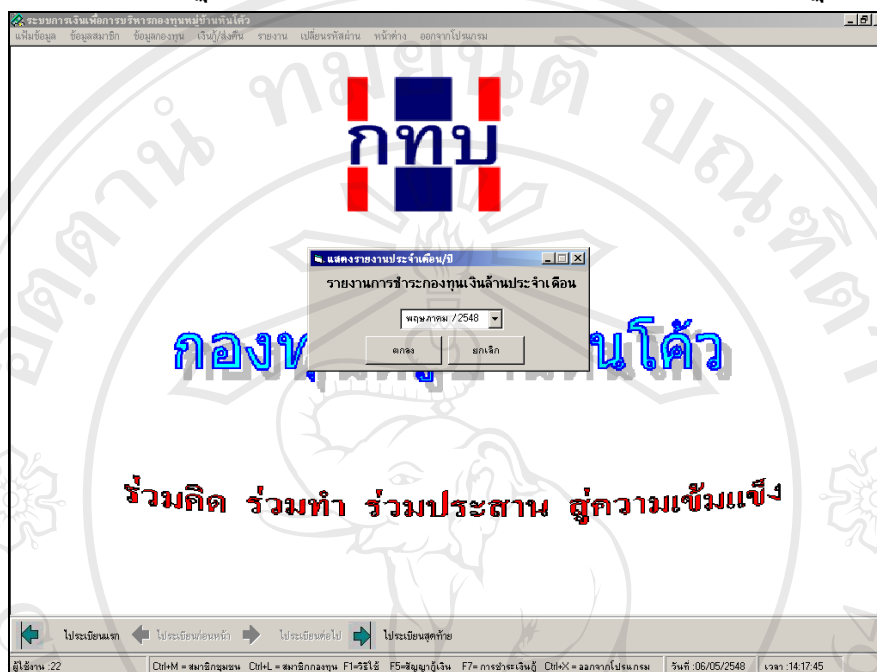 ระบบการเงินเพื่อการบริหารกองทุนหมู่บ้านหินโค้ว
แฟ้มข้อมูล ข้อมูลสมาชิก ข้อมูลกองทุน เงินกู้/ส่งคืน รายงาน เปลี่ยนรหัสผ่าน หน้าต่าง ออกจากโปรแกรม
กทบ
แสดงรายงานประจำเดือน/ปี
รายงานการชำระกองทุนเงินล้านประจำเดือน
พฤษภาคม /2548
ตกลง ยกเลิก
ร่วมคิด ร่วมทำ ร่วมประสาน สู่ความเข้มแข็ง
ไประเบียนแรก ไประเบียนก่อนหน้า ไประเบียนต่อไป ไประเบียนสุดท้าย
ผู้ใช้งาน :22 Ctrl+M = สมาชิกชุมชน Ctrl+L = สมาชิกกองทุน F1=วิธีใช้ F5=สัญญากู้เงิน F7= การชำระเงินกู้ Ctrl+X = ออกจากโปรแกรม วันที่ :06/05/2548 เวลา :14:17:45